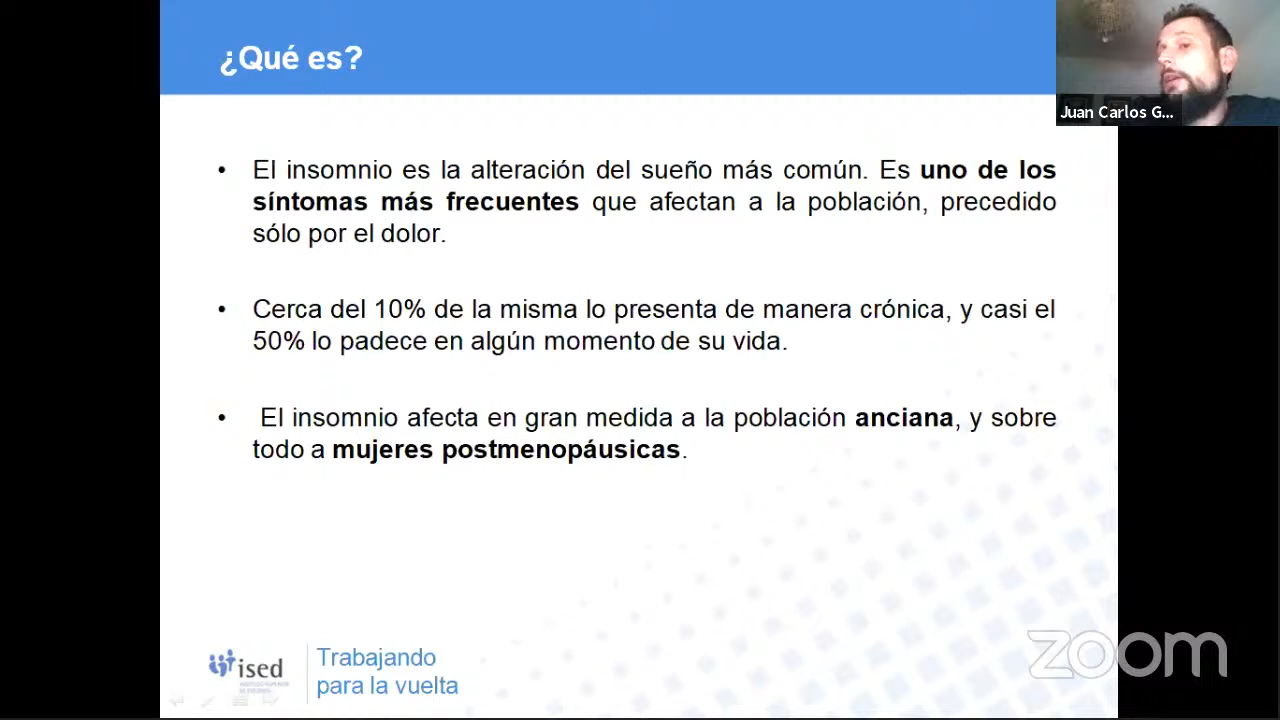 ¿Qué es?
Juan Carlos G...
• El insomnio es la alteración del sueño más común. Es uno de los
síntomas más frecuentes que afectan a la población, precedido
sólo por el dolor.
• Cerca del 10% de la misma lo presenta de manera crónica, y casi el
50% lo padece en algún momento de su vida.
• El insomnio afecta en gran medida a la población anciana, y sobre
todo a mujeres postmenopáusicas.
ised
Trabajando
para la vuelta
zoom